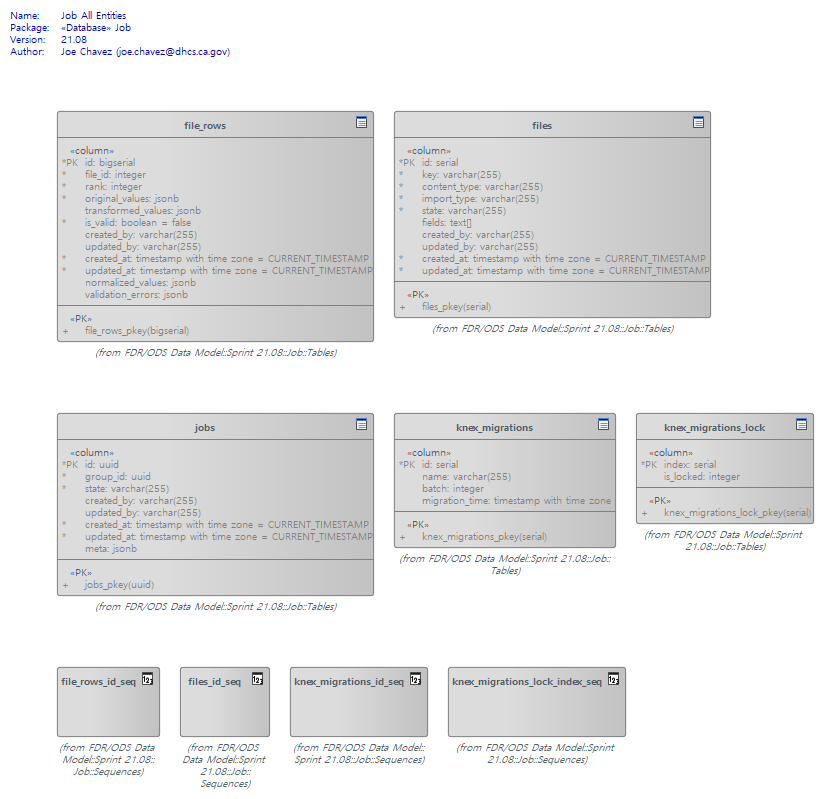 Name: Job All Entities
Package: «Database» Job
Version: 21.08
Author: Joe Chavez (joe.chavez@dhcs.ca.gov)
file_rows
«column»
*PK id: bigserial
* file_id: integer
* rank: integer
* original_values: jsonb
transformed_values: jsonb
* is_valid: boolean = false
created_by: varchar(255)
updated_by: varchar(255)
* created_at: timestamp with time zone = CURRENT_TIMESTAMP
* updated_at: timestamp with time zone = CURRENT_TIMESTAMP
normalized_values: jsonb
validation_errors: jsonb
«PK»
+ file_rows_pkey(bigserial)
(from FDR/ODS Data Model::Sprint 21.08::Job::Tables)
files
«column»
*PK id: serial
* key: varchar(255)
* content_type: varchar(255)
* import_type: varchar(255)
* state: varchar(255)
fields: text[]
created_by: varchar(255)
updated_by: varchar(255)
* created_at: timestamp with time zone = CURRENT_TIMESTAMP
* updated_at: timestamp with time zone = CURRENT_TIMESTAMP
«PK»
+ files_pkey(serial)
(from FDR/ODS Data Model::Sprint 21.08::Job::Tables)
jobs
«column»
*PK id: uuid
* group_id: uuid
* state: varchar(255)
created_by: varchar(255)
updated_by: varchar(255)
* created_at: timestamp with time zone = CURRENT_TIMESTAMP
* updated_at: timestamp with time zone = CURRENT_TIMESTAMP
meta: jsonb
«PK»
+ jobs_pkey(uuid)
(from FDR/ODS Data Model::Sprint 21.08::Job::Tables)
knex_migrations
«column»
*PK id: serial
name: varchar(255)
batch: integer
migration_time: timestamp with time zone
«PK»
+ knex_migrations_pkey(serial)
(from FDR/ODS Data Model::Sprint 21.08::Job::
Tables)
knex_migrations_lock
«column»
*PK index: serial
is_locked: integer
«PK»
+ knex_migrations_lock_pkey(serial)
(from FDR/ODS Data Model::Sprint
21.08::Job::Tables)
file_rows_id_seq
(from FDR/ODS Data
Model::Sprint 21.08::
Job::Sequences)
files_id_seq
(from FDR/ODS
Data Model::Sprint
21.08::Job::
Sequences)
knex_migrations_id_seq
(from FDR/ODS Data Model::
Sprint 21.08::Job::Sequences)
knex_migrations_lock_index_seq
(from FDR/ODS Data Model::Sprint
21.08::Job::Sequences)